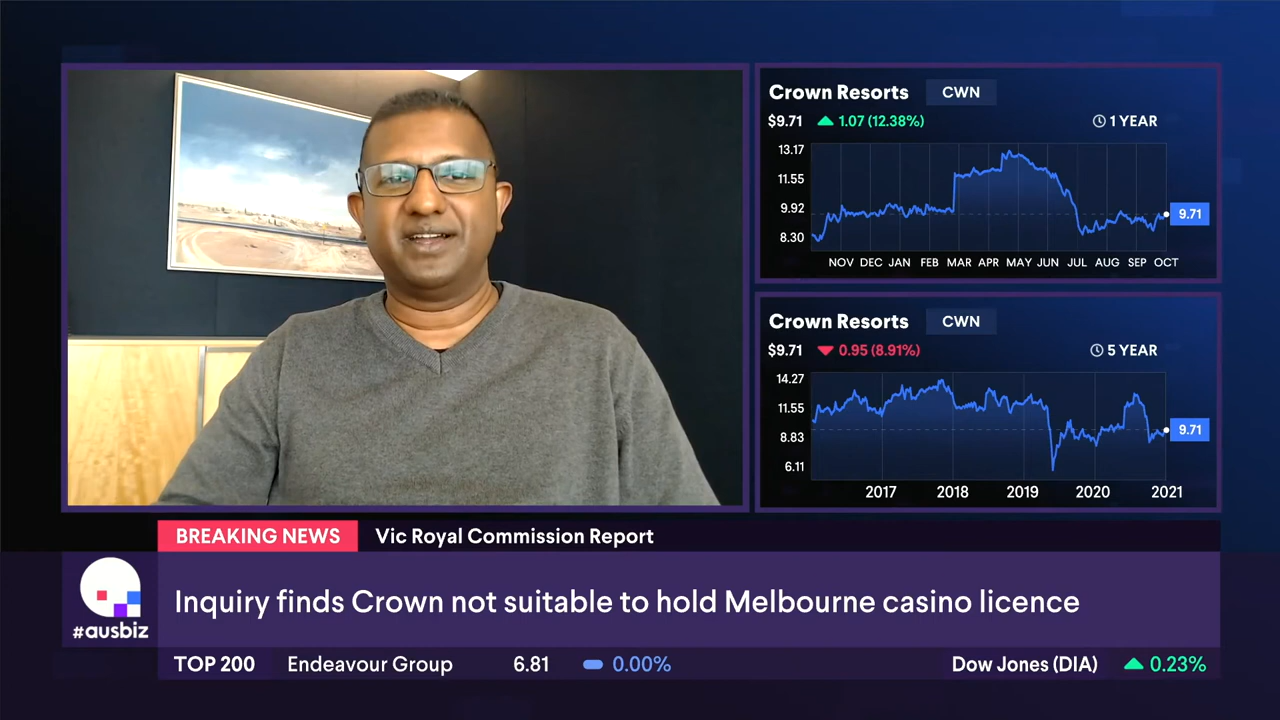 Crown Resorts CWN
$9.71 1.07 (12.38%) 1 YEAR
13.17
11.55
9.92
8.30
9.71
NOV DEC JAN FEB MAR APR MAY JUN JUL AUG SEP OCT
Crown Resorts CWN
$9.71 0.95 (8.91%) 5 YEAR
14.27
11.55
8.83
6.11
9.71
2017 2018 2019 2020 2021
BREAKING NEWS Vic Royal Commission Report
Inquiry finds Crown not suitable to hold Melbourne casino licence
#ausbiz
TOP 200 Endeavour Group 6.81 0.00% Dow Jones (DIA) 0.23%